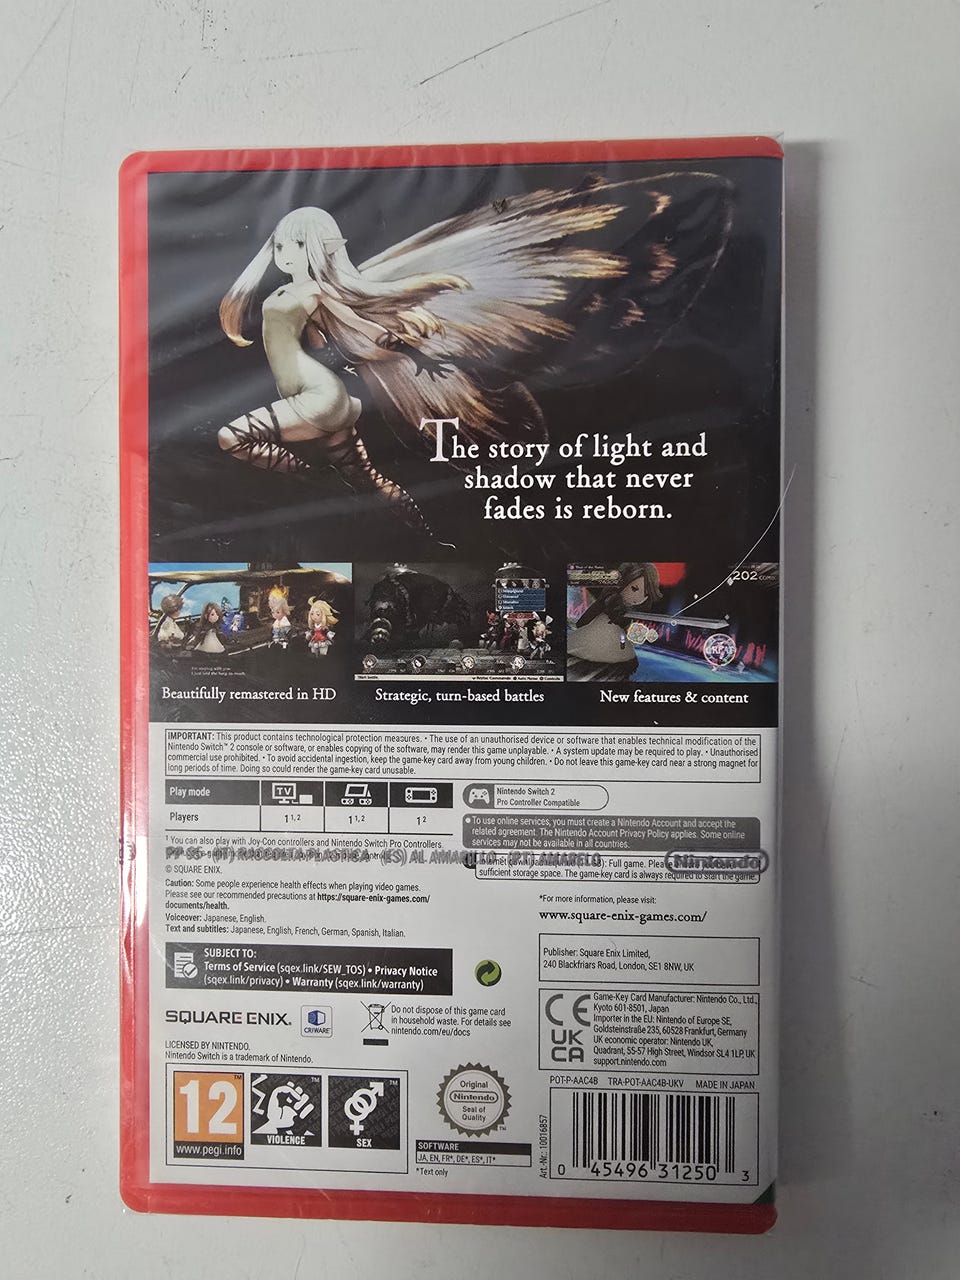 The story of light and
shadow that never
fades is reborn.
202
GREAT
Beautifully remastered in HD
Strategic, turn-based battles
New features & content
IMPORTANT: This product contains technological protection measures. • The use of an unauthorised device or software that enables technical modification of the
Nintendo Switch™ 2 console or software, or enables copying of the software, may render this game unplayable. • A system update may be required to play. • Unauthorised
commercial use prohibited. • To avoid accidental ingestion, keep the game-key card away from young children. • Do not leave this game-key card near a strong magnet for
long periods of time. Doing so could render the game-key card unusable.
Play mode
TV
Players
1 1, 2
1 1, 2
1 2
Nintendo Switch 2
Pro Controller Compatible
• To use online services, you must create a Nintendo Account and accept the
related agreement. The Nintendo Account Privacy Policy applies. Some online
services may not be available in all countries.
1 You can also play with Joy-Con controllers and Nintendo Switch Pro Controllers.
PP 35 - (IT) RACCOLTA PLASTICA - (ES) AL AMARILLO - (PT) AMARELO
Nintendo
Full game.
sufficient storage space. The game-key card is always required to start the game.
© SQUARE ENIX.
Caution: Some people experience health effects when playing video games.
Please see our recommended precautions at https://square-enix-games.com/
documents/health.
Voiceover: Japanese, English.
Text and subtitles: Japanese, English, French, German, Spanish, Italian.
*For more information, please visit:
www.square-enix-games.com/
SUBJECT TO:
Terms of Service (sqex.link/SEW_TOS) • Privacy Notice
(sqex.link/privacy) • Warranty (sqex.link/warranty)
Publisher: Square Enix Limited,
240 Blackfriars Road, London, SE1 8NW, UK
SQUARE ENIX.
CRIWARE
Do not dispose of this game card
in household waste. For details see
nintendo.com/eu/docs
CE
UK
CA
Game-Key Card Manufacturer: Nintendo Co., Ltd.,
Kyoto 601-8501, Japan
Importer in the EU: Nintendo of Europe SE,
Goldsteinstraße 235, 60528 Frankfurt, Germany
UK economic operator: Nintendo UK,
Quadrant, 55-57 High Street, Windsor SL4 1LP, UK
support.nintendo.com
LICENSED BY NINTENDO.
Nintendo Switch is a trademark of Nintendo.
12
www.pegi.info
VIOLENCE
SEX
TM
TM
TM
Original
Nintendo
Seal of
Quality
TM
SOFTWARE
JA, EN, FR*, DE*, ES*, IT*
*Text only
POT-P-AAC4B TRA-POT-AAC4B-UKV MADE IN JAPAN
Art.-Nr.: 10016857
0 45496 31250 3